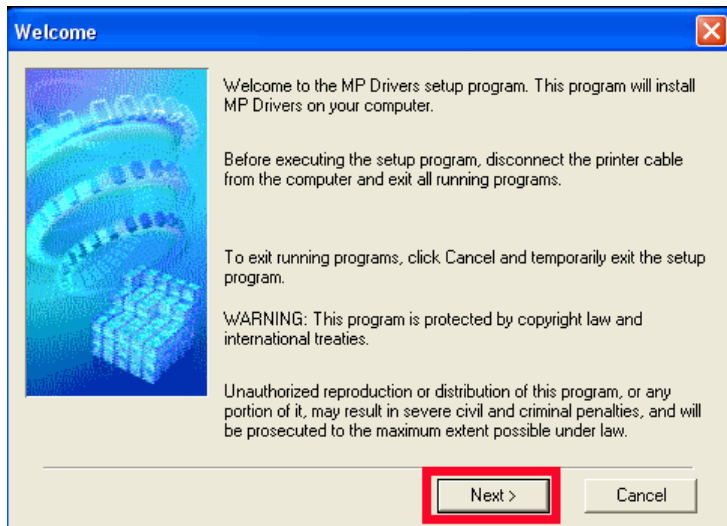 Welcome
Welcome to the MP Drivers setup program. This program will install
MP Drivers on your computer.
Before executing the setup program, disconnect the printer cable
from the computer and exit all running programs.
To exit running programs, click Cancel and temporarily exit the setup
program.
WARNING: This program is protected by copyright law and
international treaties.
Unauthorized reproduction or distribution of this program, or any
portion of it, may result in severe civil and criminal penalties, and will
be prosecuted to the maximum extent possible under law.
Next >
Cancel